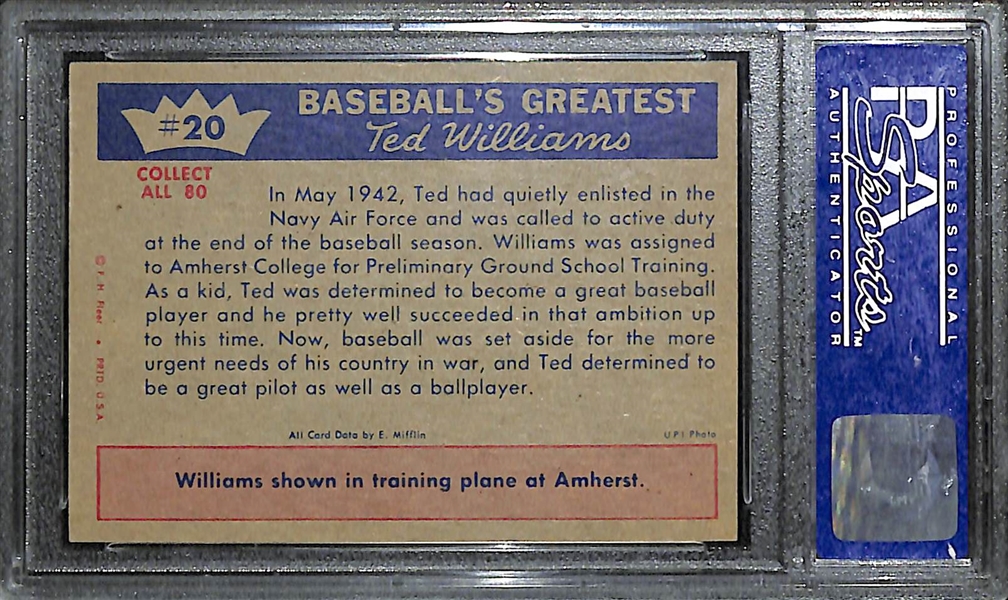 #20
BASEBALL'S GREATEST
Ted Williams
COLLECT
ALL 80
In May 1942, Ted had quietly enlisted in the
Navy Air Force and was called to active duty
at the end of the baseball season. Williams was assigned
to Amherst College for Preliminary Ground School Training.
As a kid, Ted was determined to become a great baseball
player and he pretty well succeeded in that ambition up
to this time. Now, baseball was set aside for the more
urgent needs of his country in war, and Ted determined to
be a great pilot as well as a ballplayer.
© F. H. Fleer • PRTD. U.S.A.
All Card Data by E. Mifflin
UPI Photo
Williams shown in training plane at Amherst.
PROFESSIONAL
PSA
Sports
TM
AUTHENTICATOR